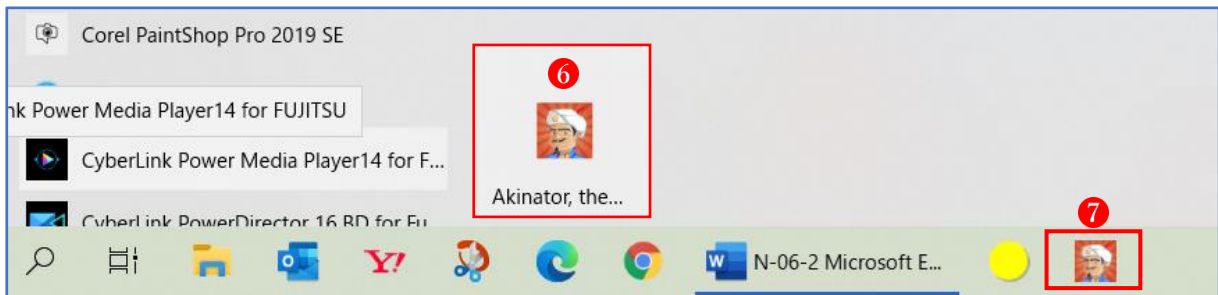 Corel PaintShop Pro 2019 SE
6
nk Power Media Player14 for FUJITSU
CyberLink Power Media Player14 for F...
Akinator, the...
CyberLink PowerDirector 16 BD for Fu
7
Y!
N-06-2 Microsoft E...